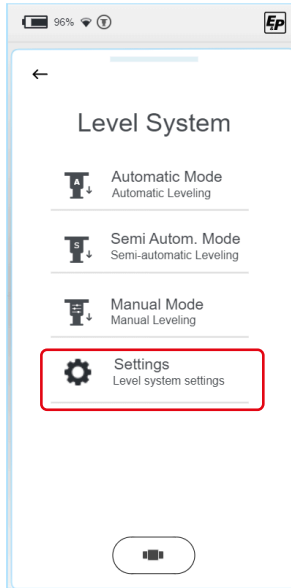 96% T EP
Level System
A Automatic Mode
Automatic Leveling
S Semi Autom. Mode
Semi-automatic Leveling
Manual Mode
Manual Leveling
Settings
Level system settings